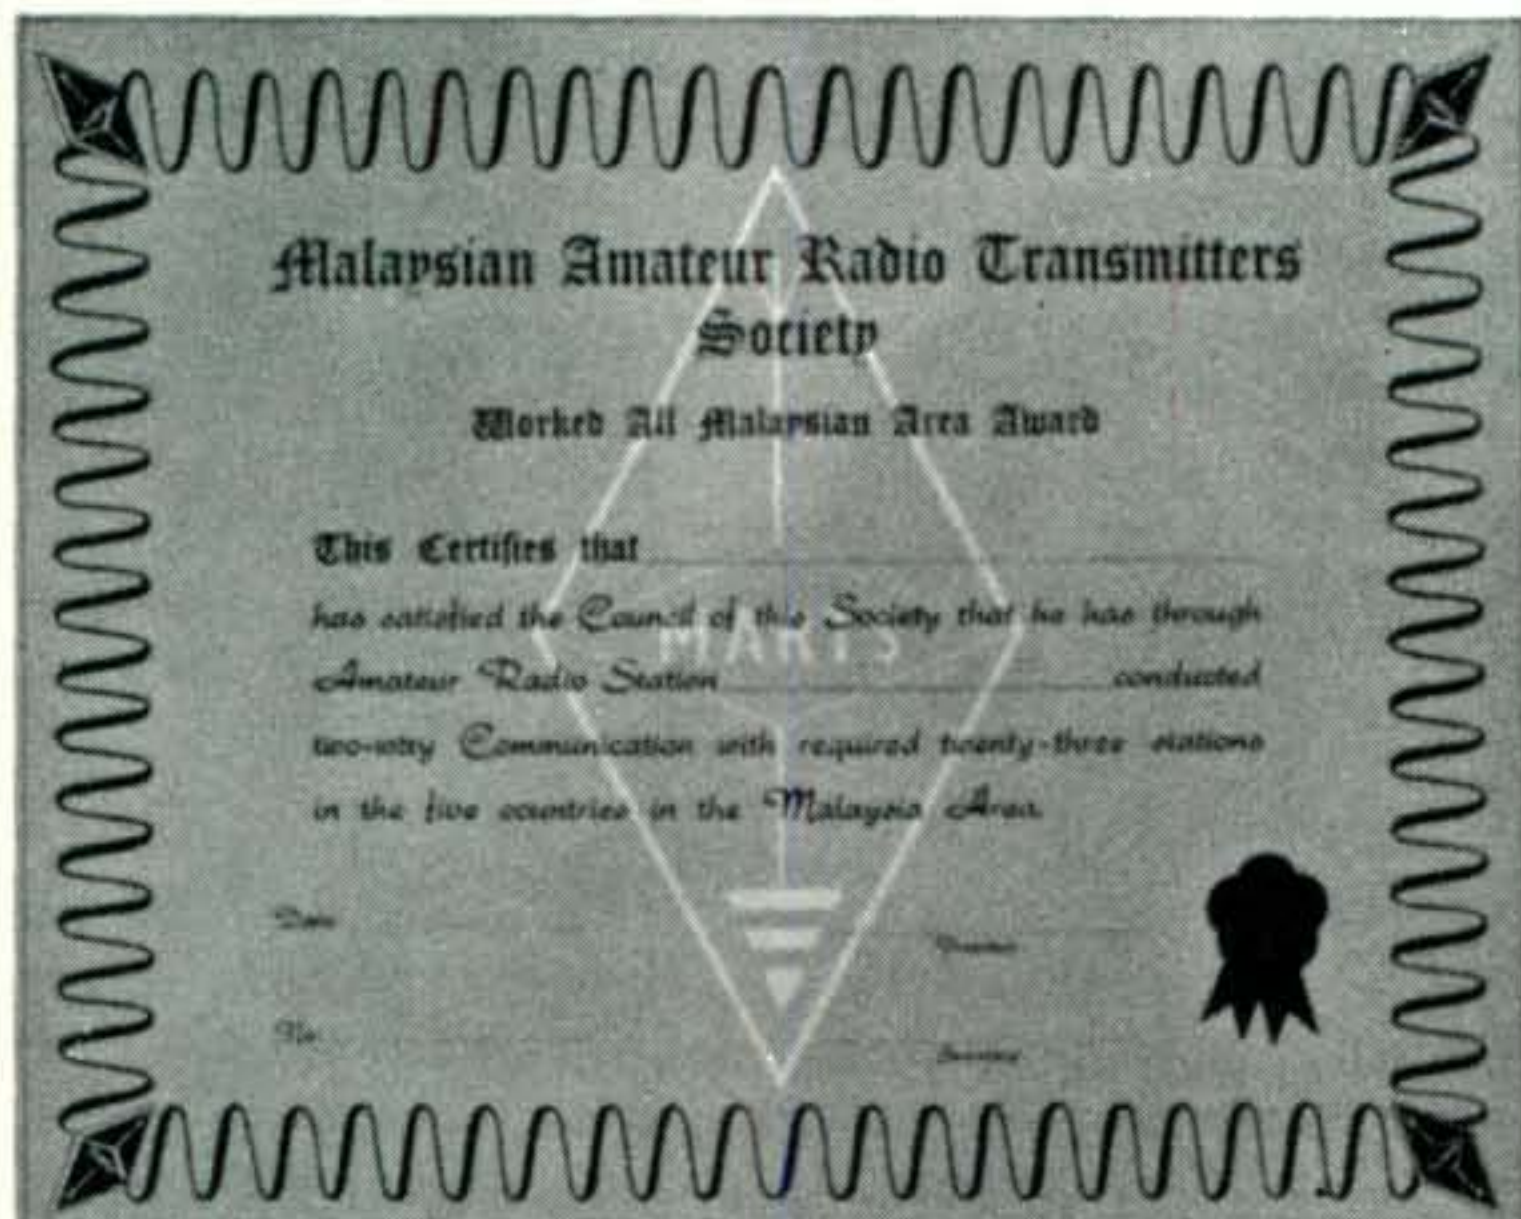 Malaysian Amateur Radio Transmitters
Society
Worked All Malaysian Area Award
This Certifies that
has satisfied the Council of this Society that he has through
MARTS
Amateur Radio Station conducted
two-way Communication with required twenty-three stations
in the five countries in the Malaysia Area.
Date
No.
Secretary